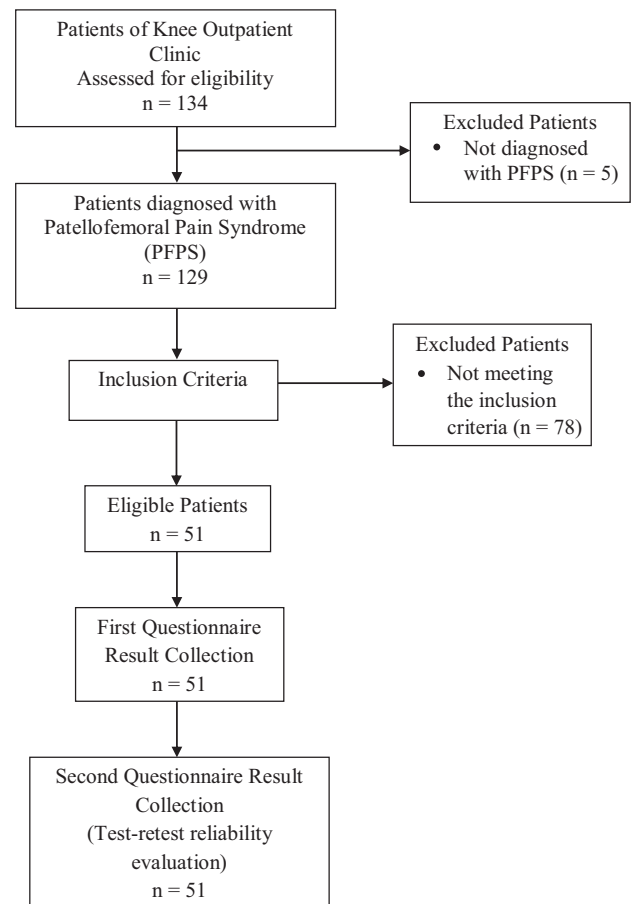 Patients of Knee Outpatient
Clinic
Assessed for eligibility
n = 134
Excluded Patients
• Not diagnosed
with PFPS (n = 5)
Patients diagnosed with
Patellofemoral Pain Syndrome
(PFPS)
n = 129
Inclusion Criteria
Excluded Patients
• Not meeting
the inclusion
criteria (n = 78)
Eligible Patients
n = 51
First Questionnaire
Result Collection
n = 51
Second Questionnaire Result
Collection
(Test-retest reliability
evaluation)
n = 51